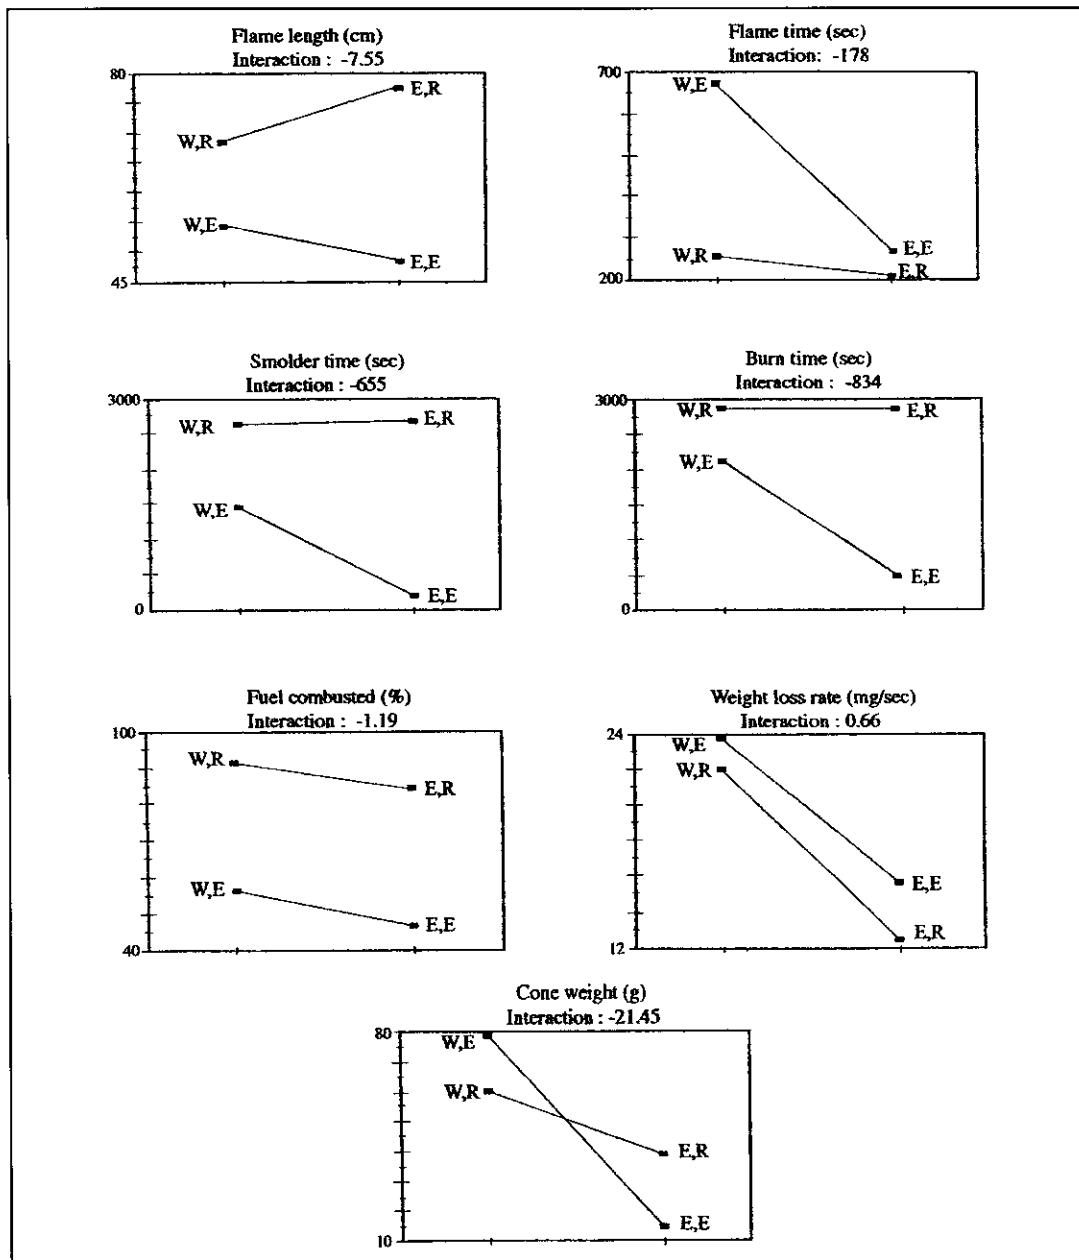 Flame length (cm)
Interaction : -7.55
80
E,R
W,R
W,E
E,E
45
Flame time (sec)
Interaction: -178
700
W,E
W,R
E,E
E,R
200
Smolder time (sec)
Interaction : -655
3000
W,R
E,R
W,E
E,E
0
Burn time (sec)
Interaction : -834
3000
W,R
E,R
W,E
E,E
0
Fuel combusted (%)
Interaction : -1.19
100
W,R
E,R
W,E
E,E
40
Weight loss rate (mg/sec)
Interaction : 0.66
24
W,E
W,R
E,E
E,R
12
Cone weight (g)
Interaction : -21.45
80
W,E
W,R
E,R
E,E
10